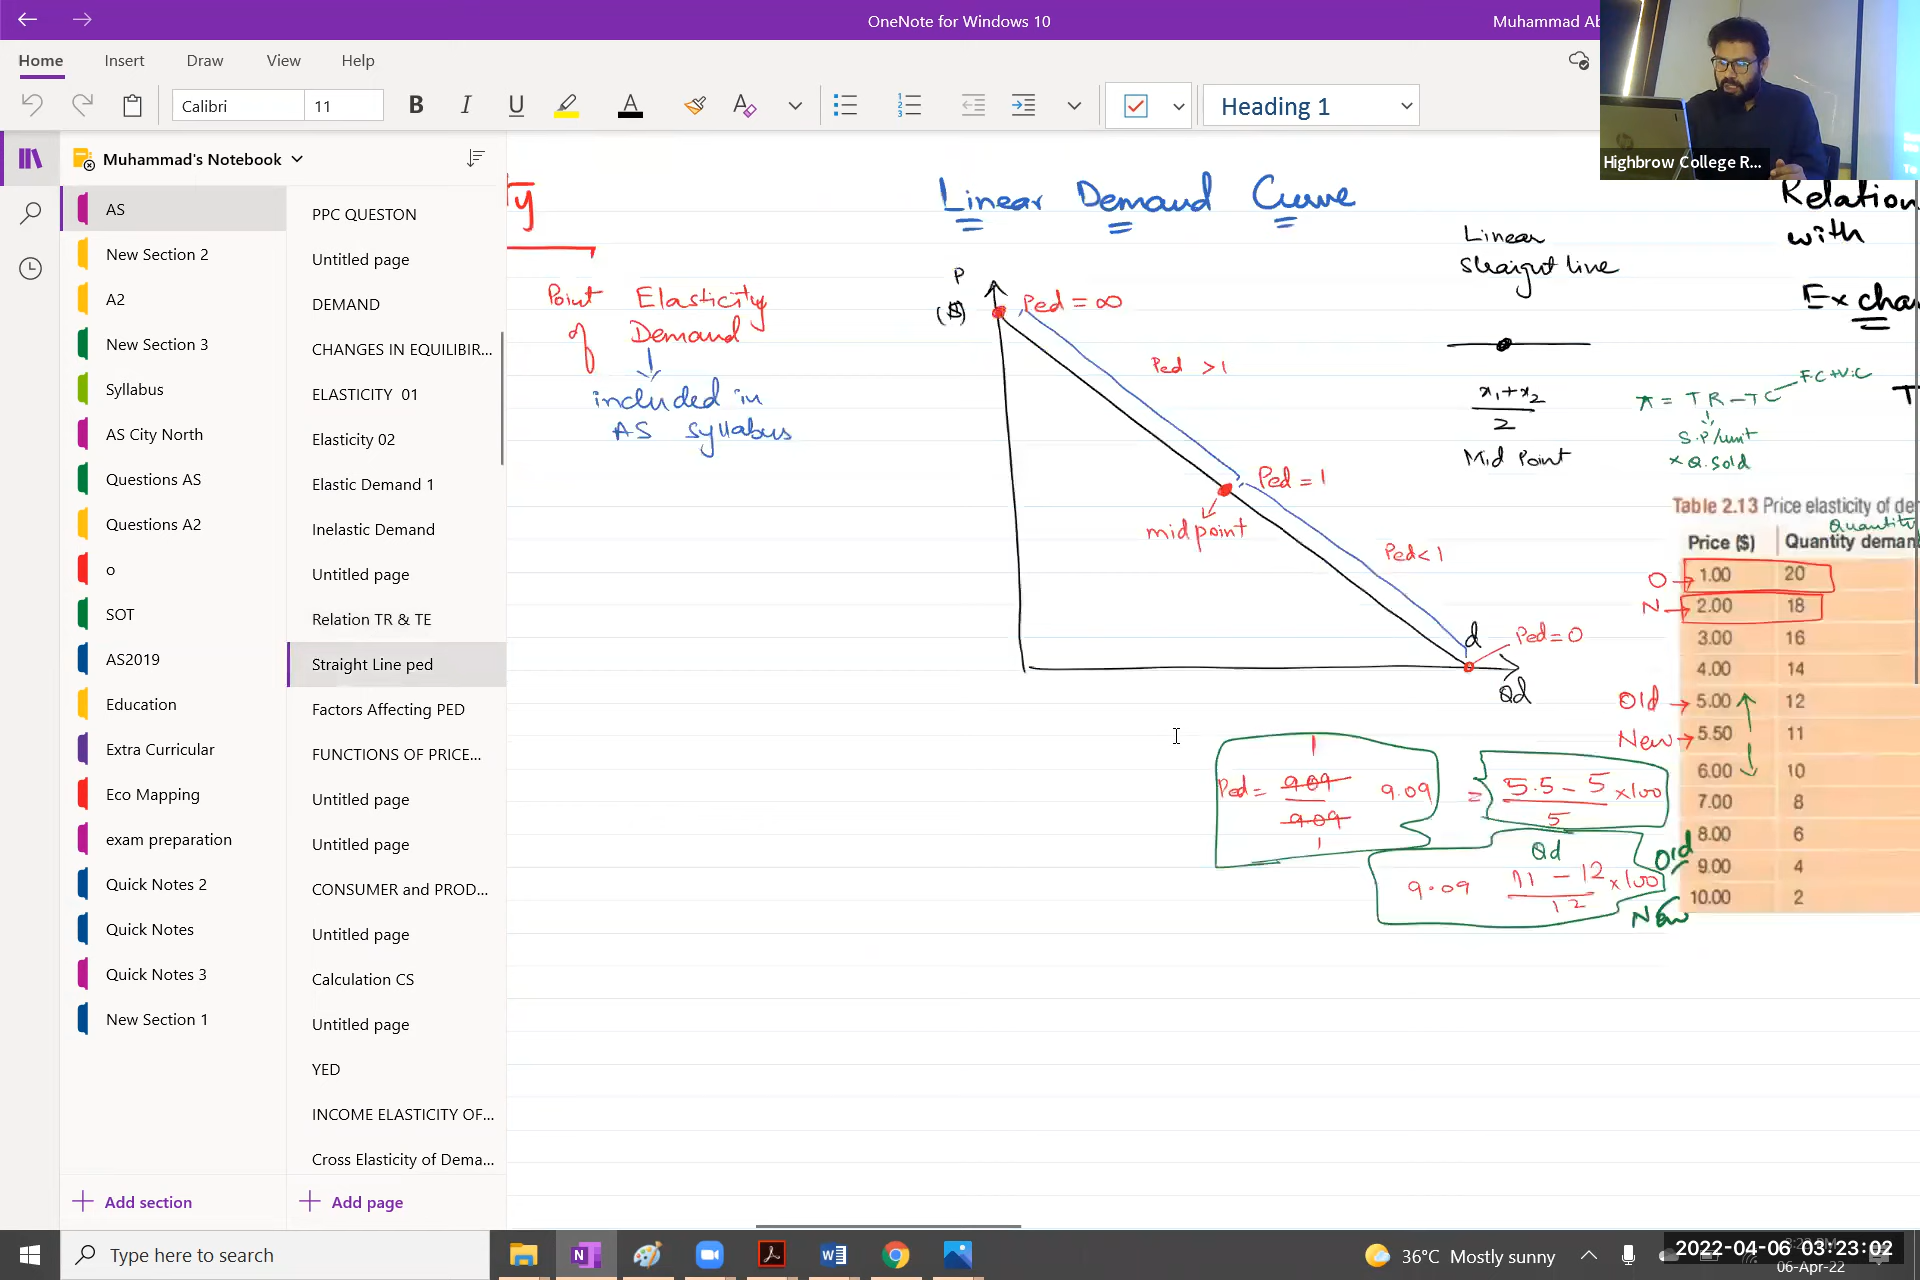 OneNote for Windows 10
Muhammad Ab
Home Insert Draw View Help
Calibri 11 B I U A Heading 1
Highbrow College R...
Muhammad's Notebook
AS
New Section 2
A2
New Section 3
Syllabus
AS City North
Questions AS
Questions A2
o
SOT
AS2019
Education
Extra Curricular
Eco Mapping
exam preparation
Quick Notes 2
Quick Notes
Quick Notes 3
New Section 1
Add section
PPC QUESTON
Untitled page
DEMAND
CHANGES IN EQUILIBIR...
ELASTICITY 01
Elasticity 02
Elastic Demand 1
Inelastic Demand
Untitled page
Relation TR & TE
Straight Line ped
Factors Affecting PED
FUNCTIONS OF PRICE...
Untitled page
Untitled page
CONSUMER and PROD...
Untitled page
Calculation CS
Untitled page
YED
INCOME ELASTICITY OF...
Cross Elasticity of Dema...
Add page
ty
Point Elasticity
of Demand
included in
AS syllabus
Linear Demand Curve
P
($)
Ped = ∞
Ped >1
Ped = 1
midpoint
Ped<1
d
Ped=0
Qd
Linear
straight line
x₁+x₂
2
Mid Point
Relation
with
Excha
π = TR – TC
F.C+V.C
S.P/unit
× Q.sold
T
Table 2.13 Price elasticity of de
Quantity
Price ($) Quantity deman
O → 1.00 20
N → 2.00 18
3.00 16
4.00 14
Old → 5.00 12
New → 5.50 11
6.00 10
7.00 8
8.00 6
9.00 4
10.00 2
1
Ped = 9.09 9.09
9.09
1
= 5.5 – 5 ×100
5
Qd
9.09 11 – 12 ×100
12
Old
New
Type here to search
36°C Mostly sunny
2022-04-06 03:23:02
06-Apr-22